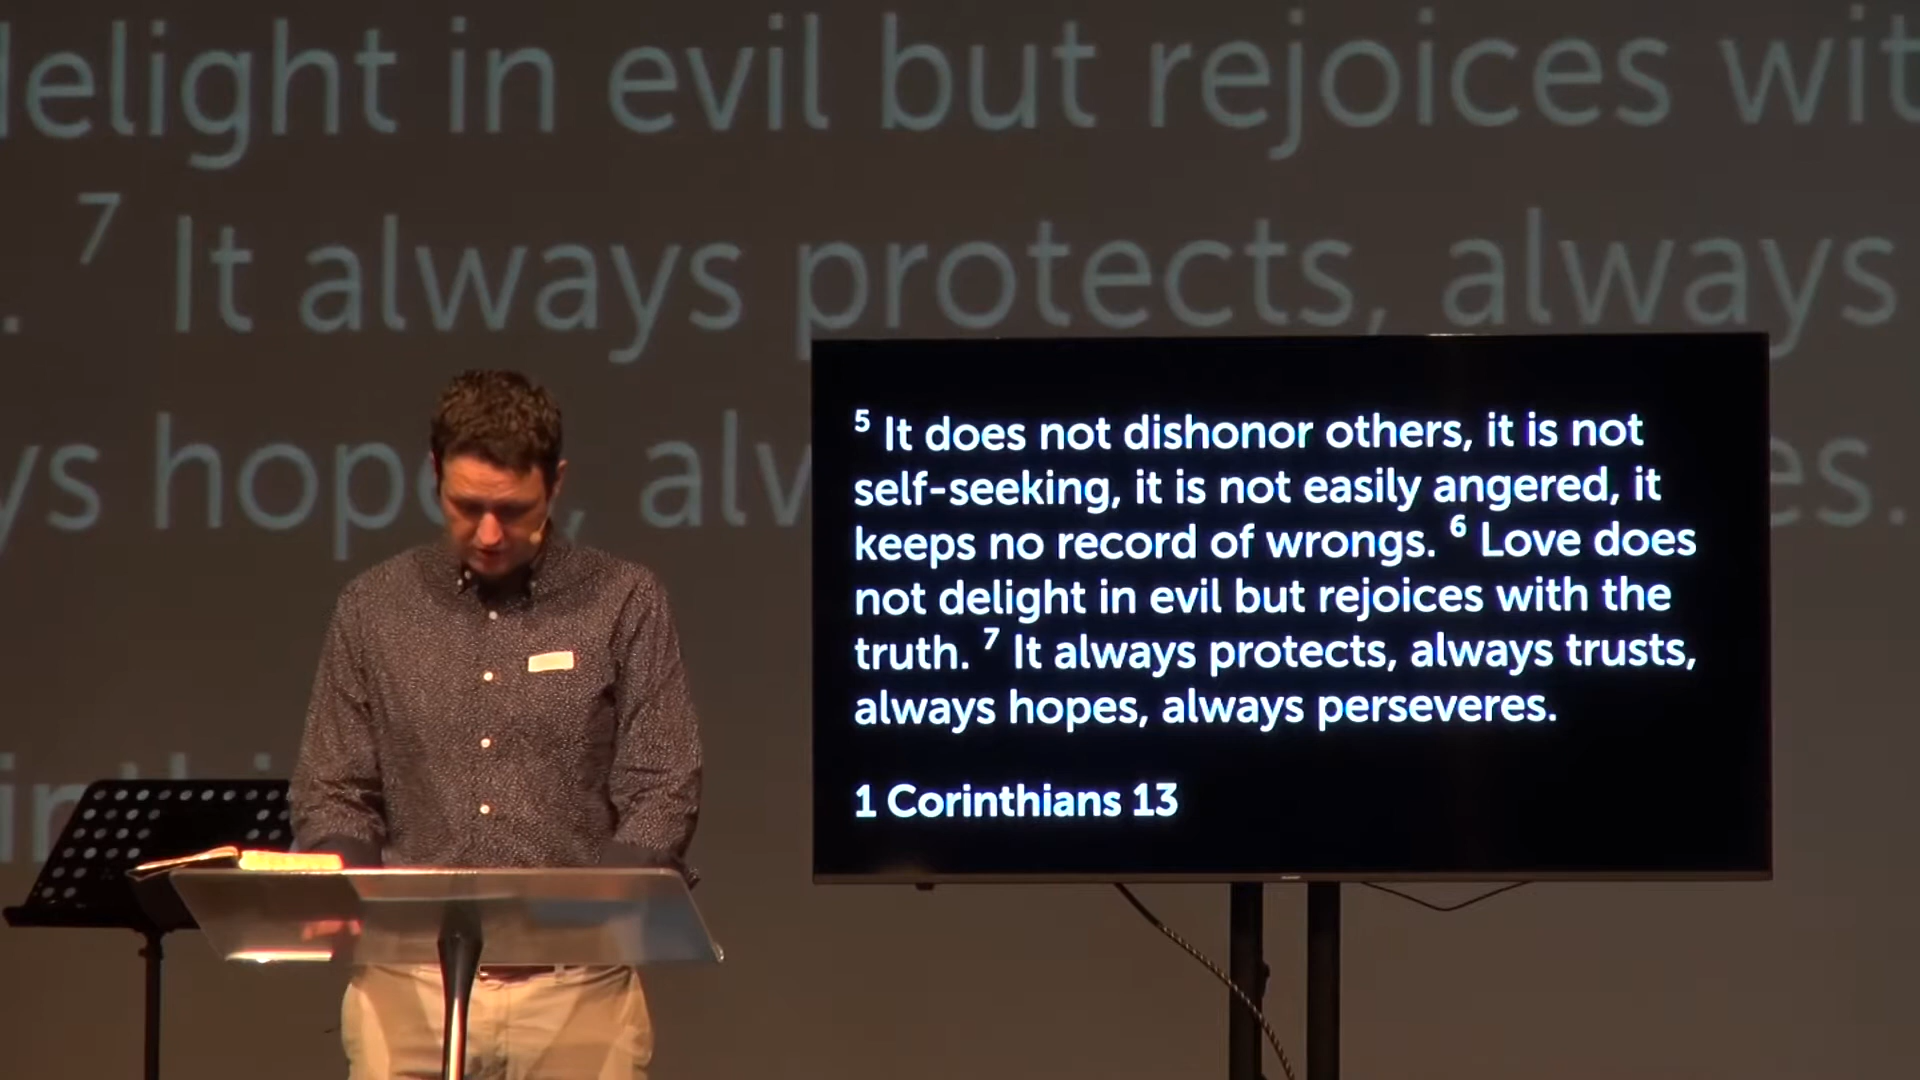 delight in evil but rejoices wit
. 7 It always protects, always
ys hope, alw es.
inthi
5 It does not dishonor others, it is not
self-seeking, it is not easily angered, it
keeps no record of wrongs. 6 Love does
not delight in evil but rejoices with the
truth. 7 It always protects, always trusts,
always hopes, always perseveres.
1 Corinthians 13